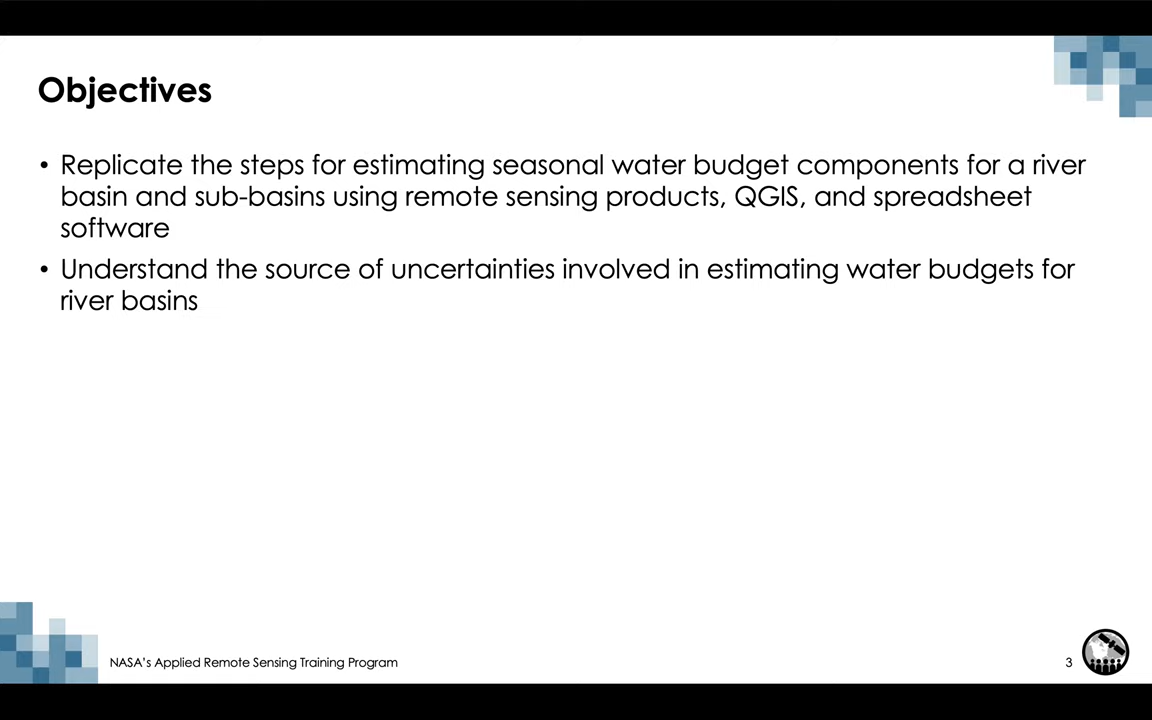 Objectives
• Replicate the steps for estimating seasonal water budget components for a river
basin and sub-basins using remote sensing products, QGIS, and spreadsheet
software
• Understand the source of uncertainties involved in estimating water budgets for
river basins
NASA's Applied Remote Sensing Training Program
3